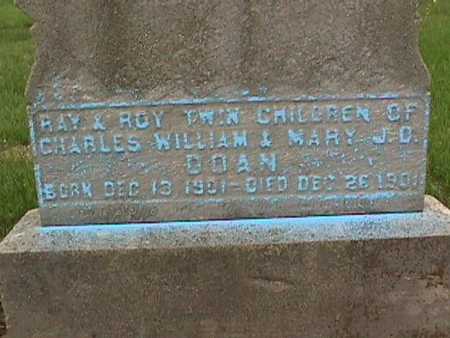 RAY & ROY TWIN CHILDREN OF
CHARLES WILLIAM & MARY J. D.
DOAN
BORN DEC 13 1901-DIED DEC 26 1901